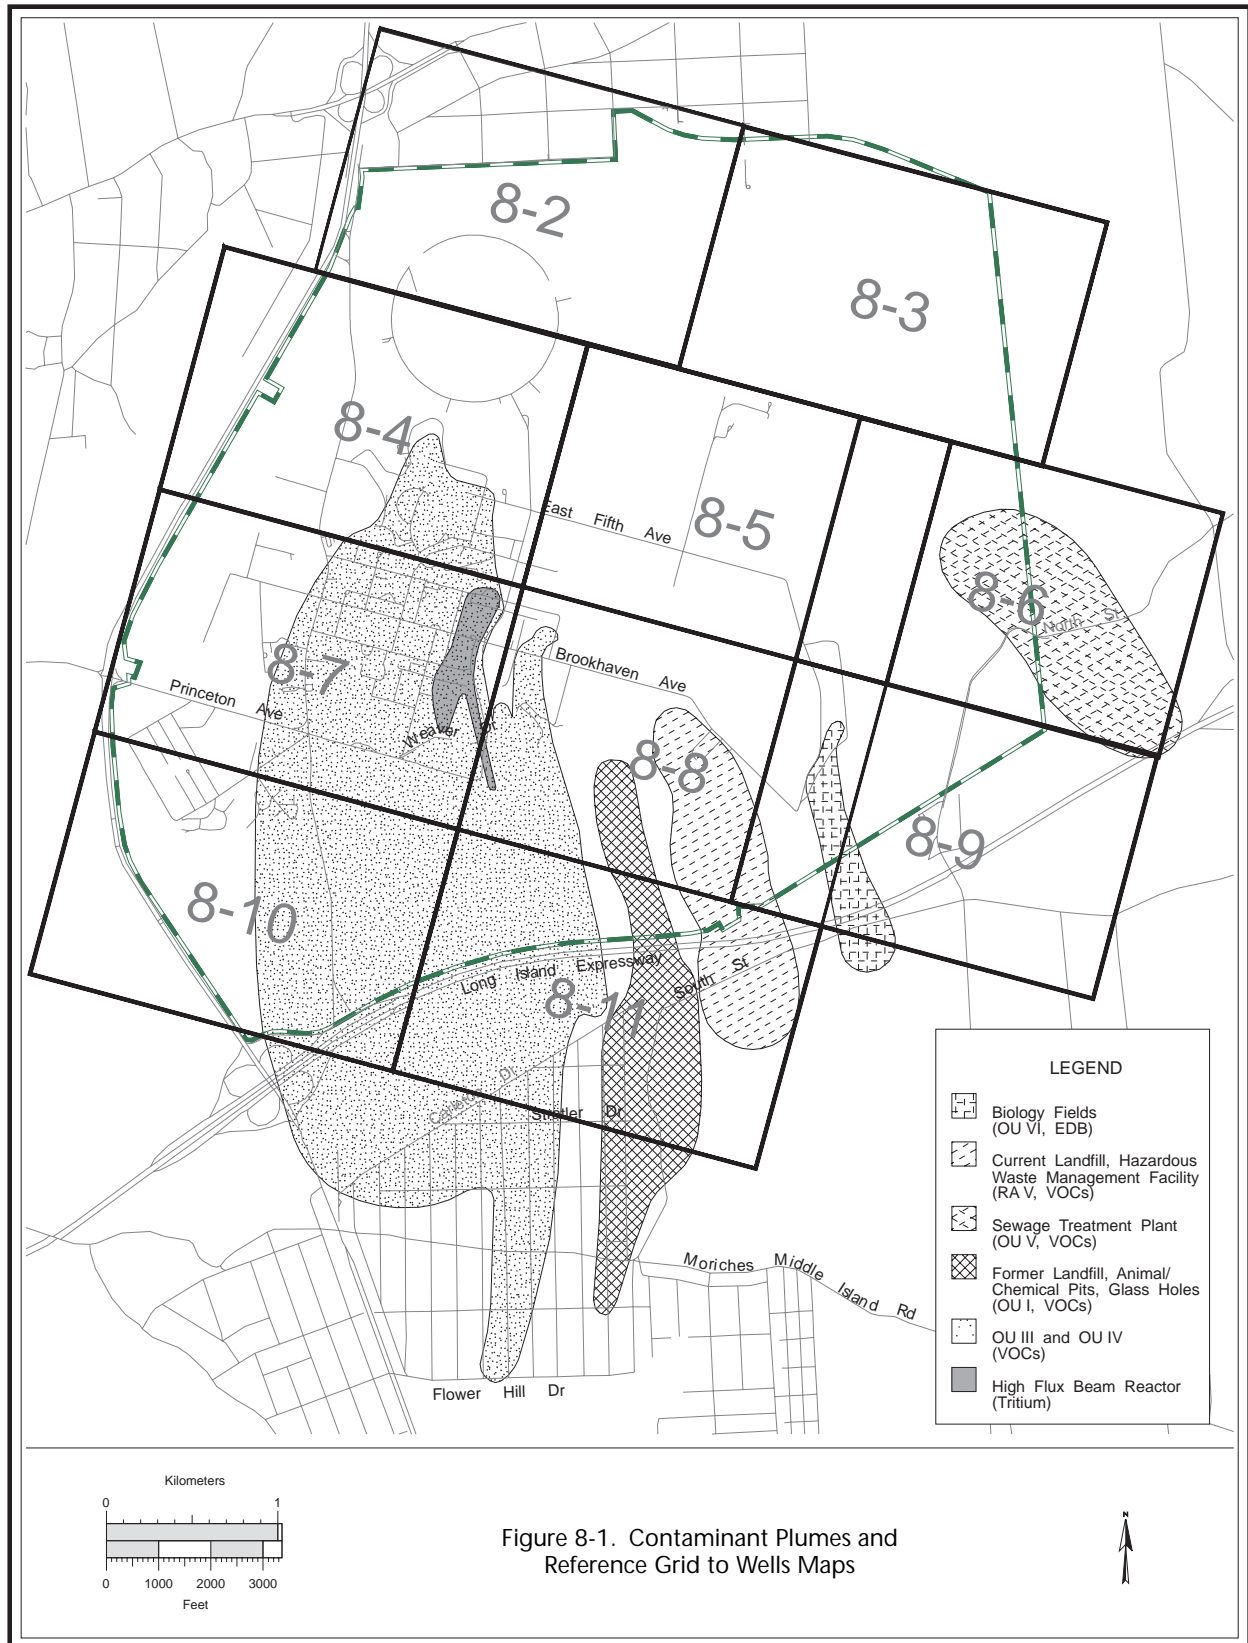 8-2
8-3
8-4
East Fifth Ave
8-5
8-6
North St
8-7
Princeton Ave
Weaver Dr
Brookhaven Ave
8-8
8-9
8-10
Long Island Expressway
8-11
South St
Carleton Dr
Stratler Dr
Moriches Middle Island Rd
Flower Hill Dr
LEGEND
Biology Fields
(OU VI, EDB)
Current Landfill, Hazardous
Waste Management Facility
(RA V, VOCs)
Sewage Treatment Plant
(OU V, VOCs)
Former Landfill, Animal/
Chemical Pits, Glass Holes
(OU I, VOCs)
OU III and OU IV
(VOCs)
High Flux Beam Reactor
(Tritium)
Kilometers
0 1
0 1000 2000 3000
Feet
Figure 8-1. Contaminant Plumes and
Reference Grid to Wells Maps
N